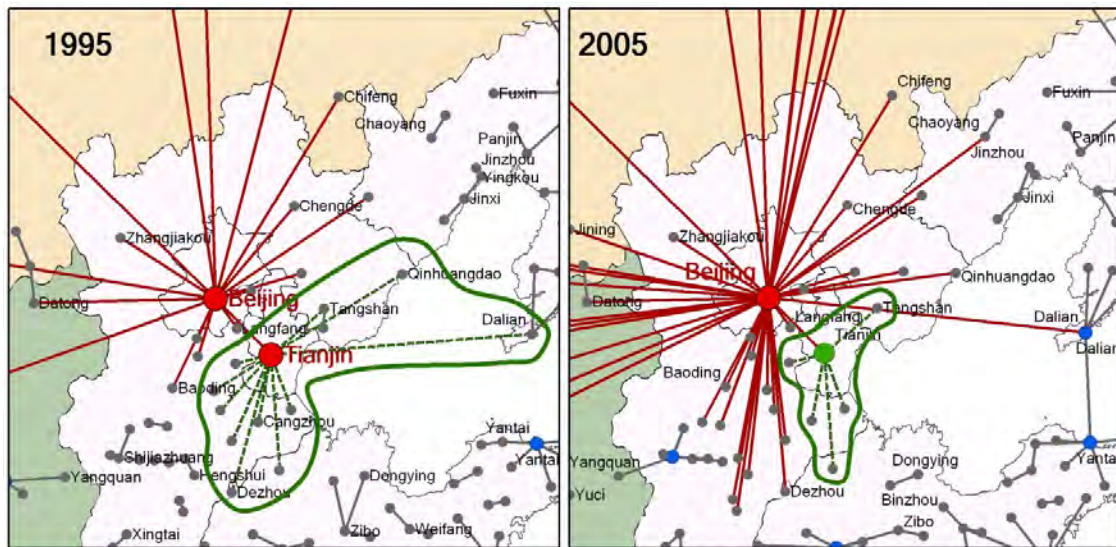 1995
Chifeng
Chaoyang
Fuxin
Panjin
Jinzhou
Yingkou
Jinxi
Chengde
Zhangjiakou
Qinhuangdao
Datong
Beijing
Tangshan
Langfang
Dalian
Tianjin
Baoding
Cangzhou
Shijiazhuang
Hengshui
Yantai
Yangquan
Dezhou
Dongying
Xingtai
Zibo
Weifang
2005
Chifeng
Chaoyang
Fuxin
Panjin
Jinzhou
Jinxi
Chengde
Jining
Zhangjiakou
Beijing
Qinhuangdao
Datong
Tangshan
Dalian
Tianjin
Dalian
Baoding
Yantai
Yangquan
Dongying
Yuci
Dezhou
Binzhou
Zibo